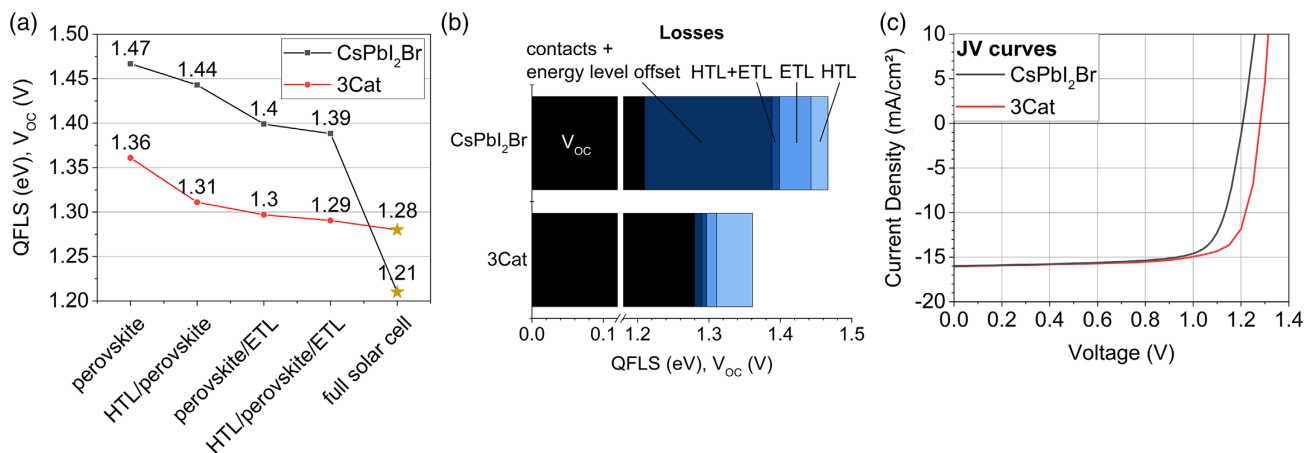 (a)
QFLS (eV), V_OC (V)
1.50
1.45
1.40
1.35
1.30
1.25
1.20
CsPbI₂Br
3Cat
1.47
1.44
1.4
1.39
1.36
1.31
1.3
1.29
1.28
1.21
perovskite
HTL/perovskite
perovskite/ETL
HTL/perovskite/ETL
full solar cell
(b)
Losses
contacts +
energy level offset HTL+ETL ETL HTL
CsPbI₂Br
V_OC
3Cat
0.0 0.1 1.2 1.3 1.4 1.5
QFLS (eV), V_OC (V)
(c)
JV curves
CsPbI₂Br
3Cat
Current Density (mA/cm²)
10
5
0
-5
-10
-15
-20
0.0 0.2 0.4 0.6 0.8 1.0 1.2 1.4
Voltage (V)